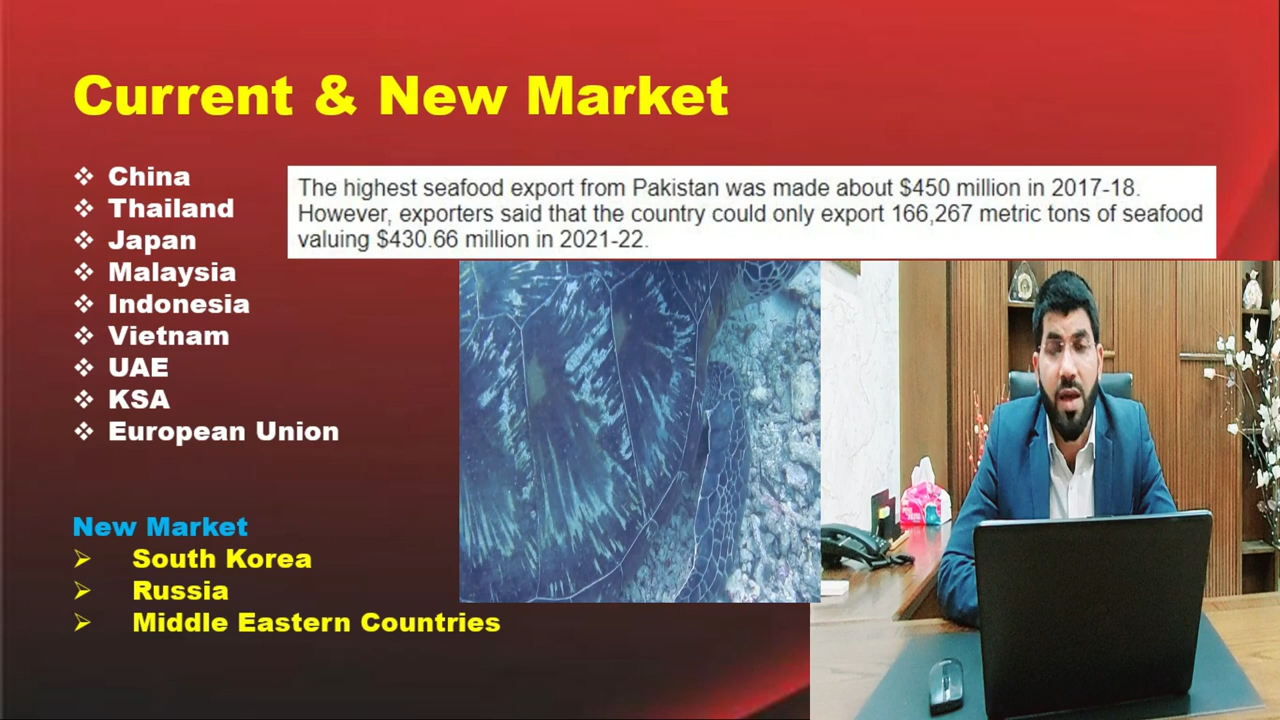 Current & New Market
China
Thailand
Japan
Malaysia
Indonesia
Vietnam
UAE
KSA
European Union
The highest seafood export from Pakistan was made about $450 million in 2017-18.
However, exporters said that the country could only export 166,267 metric tons of seafood
valuing $430.66 million in 2021-22.
New Market
South Korea
Russia
Middle Eastern Countries